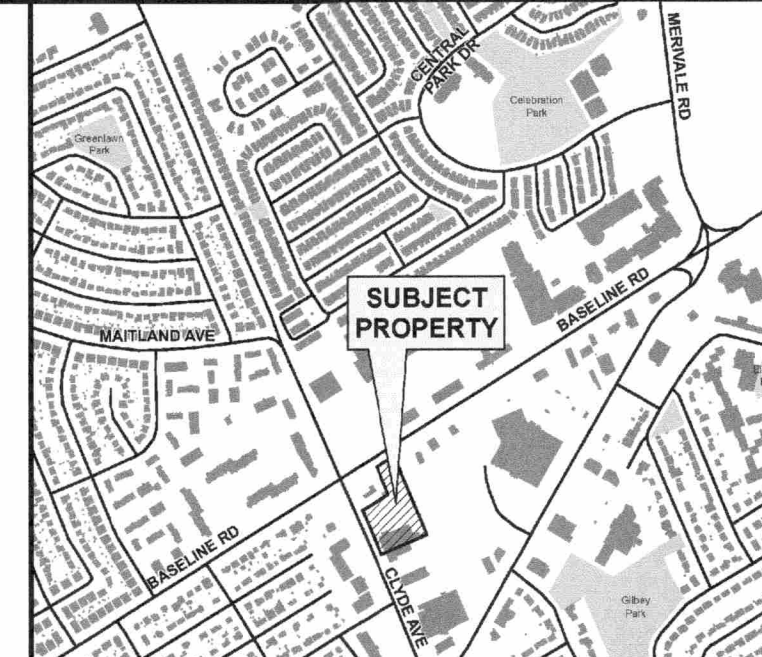 CENTRAL
PARK DR
MERIVALE RD
Celebration
Park
Greenlawn
Park
SUBJECT
PROPERTY
BASELINE RD
MAITLAND AVE
BASELINE RD
CLYDE AVE
Gilbey
Park